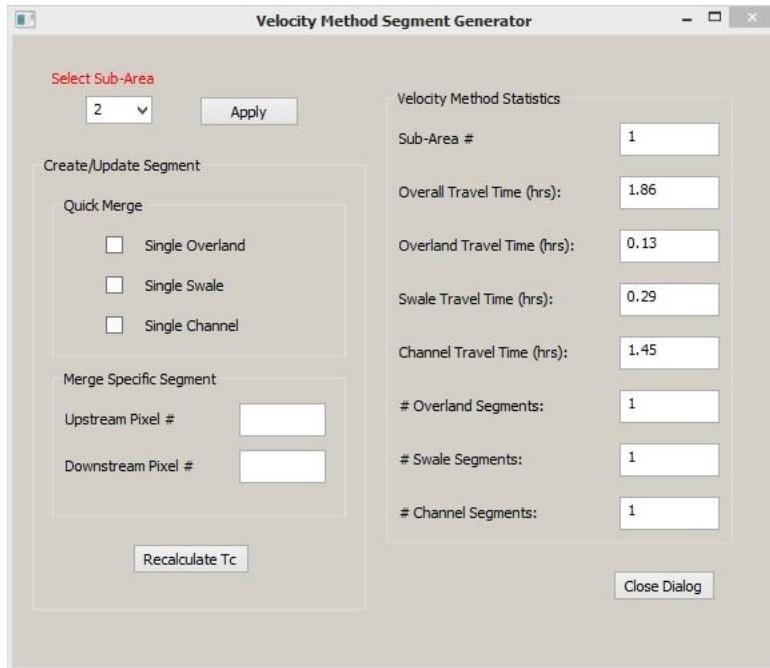 Velocity Method Segment Generator
Select Sub-Area
2
Apply
Create/Update Segment
Quick Merge
Single Overland
Single Swale
Single Channel
Merge Specific Segment
Upstream Pixel #
Downstream Pixel #
Recalculate Tc
Velocity Method Statistics
Sub-Area # 1
Overall Travel Time (hrs): 1.86
Overland Travel Time (hrs): 0.13
Swale Travel Time (hrs): 0.29
Channel Travel Time (hrs): 1.45
# Overland Segments: 1
# Swale Segments: 1
# Channel Segments: 1
Close Dialog